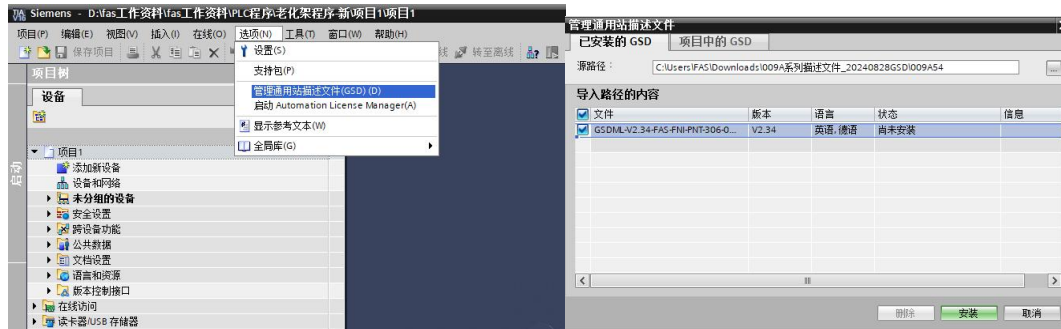 Siemens - D:\fas工作资料\fas工作资料\PLC程序\老化架程序-新\项目1\项目1
项目(P) 编辑(E) 视图(V) 插入(I) 在线(O) 选项(N) 工具(T) 窗口(W) 帮助(H)
保存项目
转至离线
设置(S)
支持包(P)
管理通用站描述文件(GSD) (D)
启动 Automation License Manager(A)
显示参考文本(W)
全局库(G)
项目树
设备
启动
项目1
添加新设备
设备和网络
未分组的设备
安全设置
跨设备功能
公共数据
文档设置
语言和资源
版本控制接口
在线访问
读卡器/USB 存储器
管理通用站描述文件
已安装的 GSD 项目中的 GSD
源路径: C:\Users\FAS\Downloads\009A系列描述文件_20240828GSD\009A54
导入路径的内容
文件 版本 语言 状态 信息
GSDML-V2.34-FAS-FNI-PNT-306-0... V2.34 英语, 德语 尚未安装
删除 安装 取消